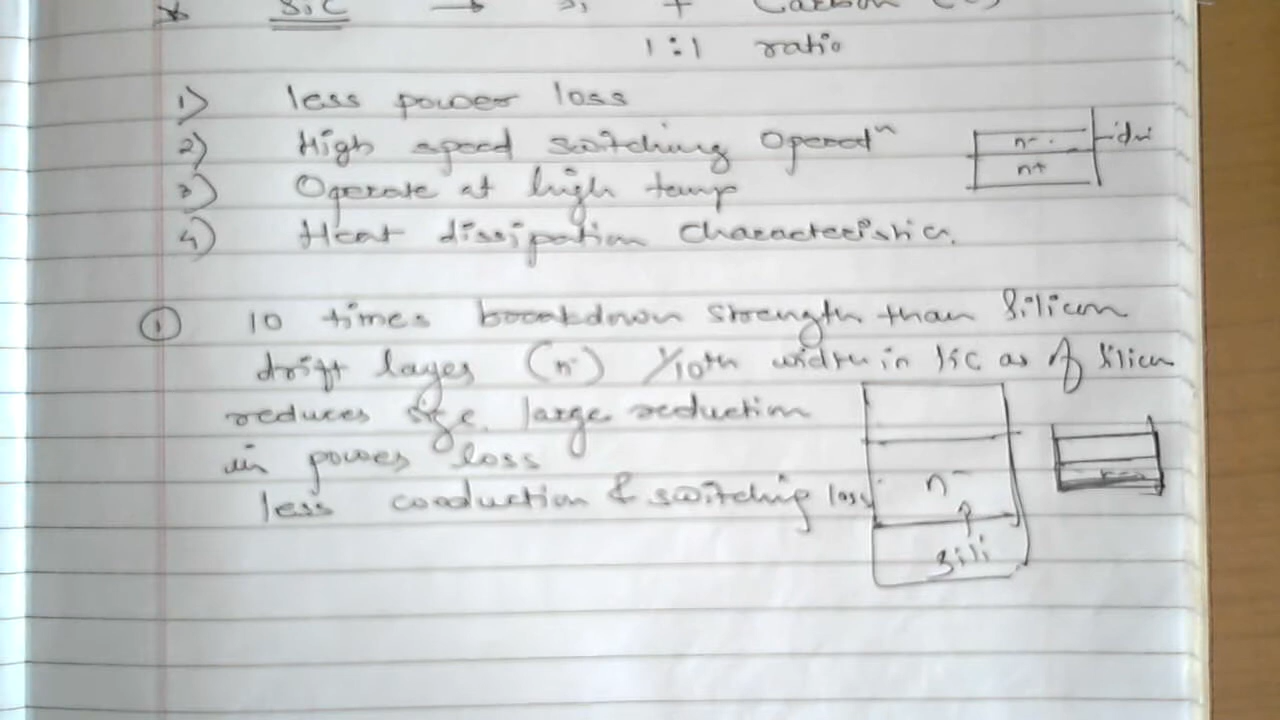 * SiC → Si + Carbon (C)
1:1 ratio
1) less power loss
2) High speed switching Operatⁿ
n-
n+
3) Operate at high temp
4) Heat dissipation characteristic.
① 10 times breakdown strength than Silicon
drift layer (n-) 1/10th width in sic as of silicon
reduces size. large reduction
in power loss
less conduction & switching loss
n-
sili